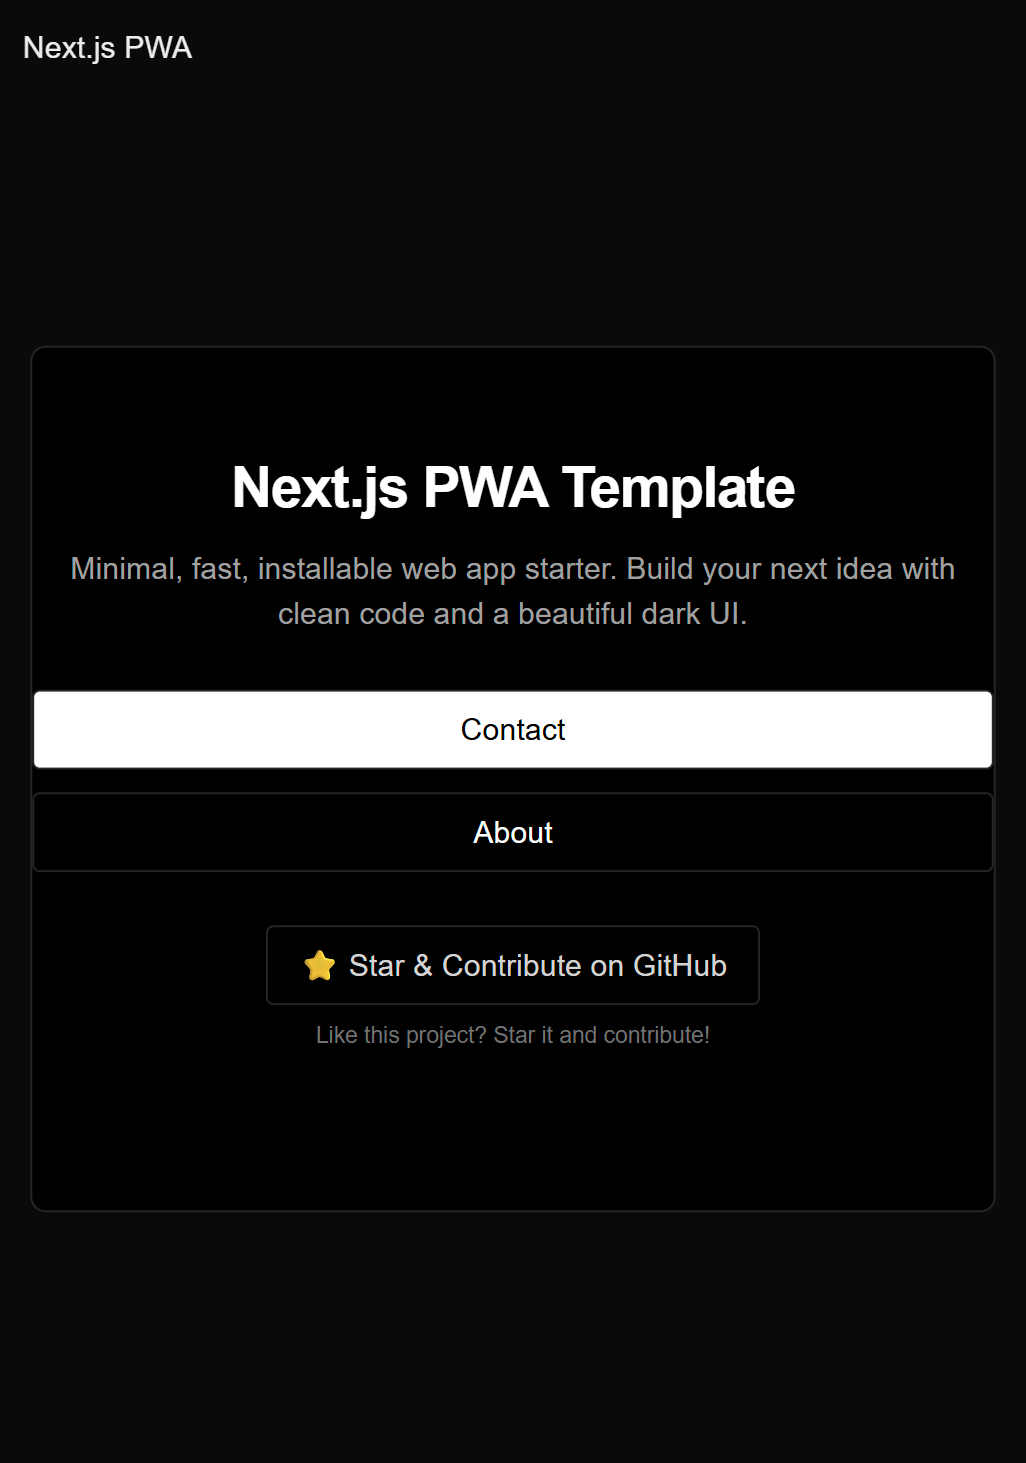 Next.js PWA
Next.js PWA Template
Minimal, fast, installable web app starter. Build your next idea with
clean code and a beautiful dark UI.
Contact
About
⭐ Star & Contribute on GitHub
Like this project? Star it and contribute!